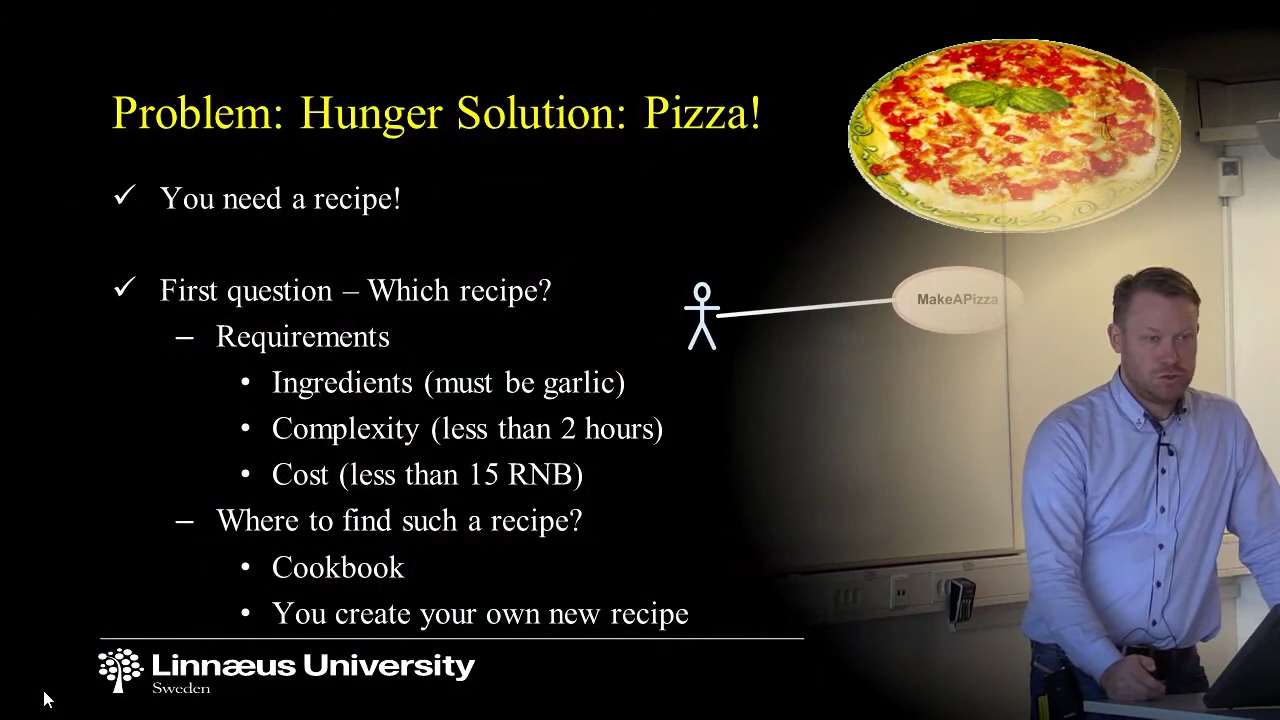 Problem: Hunger Solution: Pizza!
You need a recipe!
First question – Which recipe?
– Requirements
• Ingredients (must be garlic)
• Complexity (less than 2 hours)
• Cost (less than 15 RNB)
– Where to find such a recipe?
• Cookbook
• You create your own new recipe
MakeAPizza
Linnæus University
Sweden